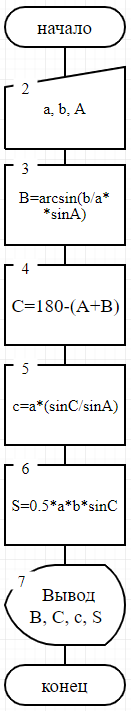 начало
2
a, b, A
3
B=arcsin(b/a*
*sinA)
4
C=180-(A+B)
5
c=a*(sinC/sinA)
6
S=0.5*a*b*sinC
7
Вывод
B, C, c, S
конец